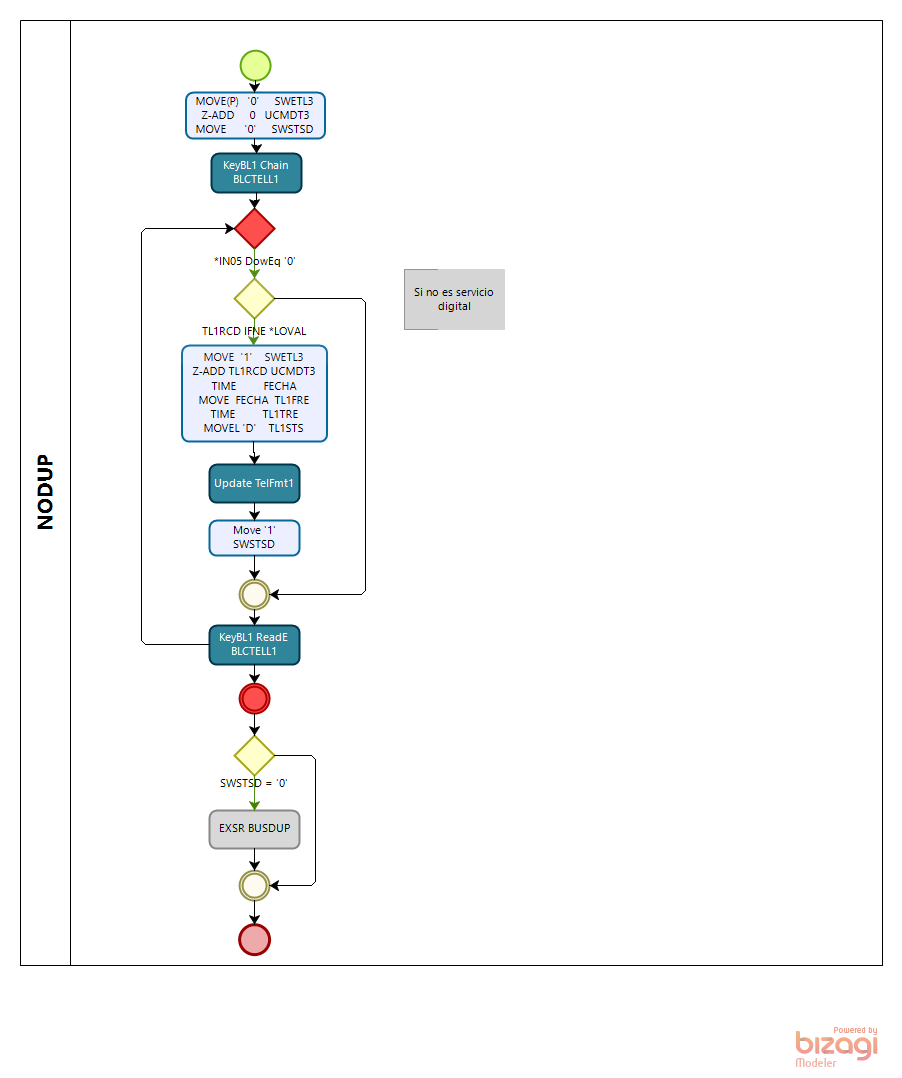 MOVE(P) '0' SWETL3
Z-ADD 0 UCMDT3
MOVE '0' SWSTSD
KeyBL1 Chain
BLCTELL1
*IN05 DowEq '0'
Si no es servicio
digital
TL1RCD IFNE *LOVAL
MOVE '1' SWETL3
Z-ADD TL1RCD UCMDT3
TIME FECHA
MOVE FECHA TL1FRE
TIME TL1TRE
MOVEL 'D' TL1STS
NODUP
Update TelFmt1
Move '1'
SWSTSD
KeyBL1 ReadE
BLCTELL1
SWSTSD = '0'
EXSR BUSDUP
Powered by
bizagi
Modeler